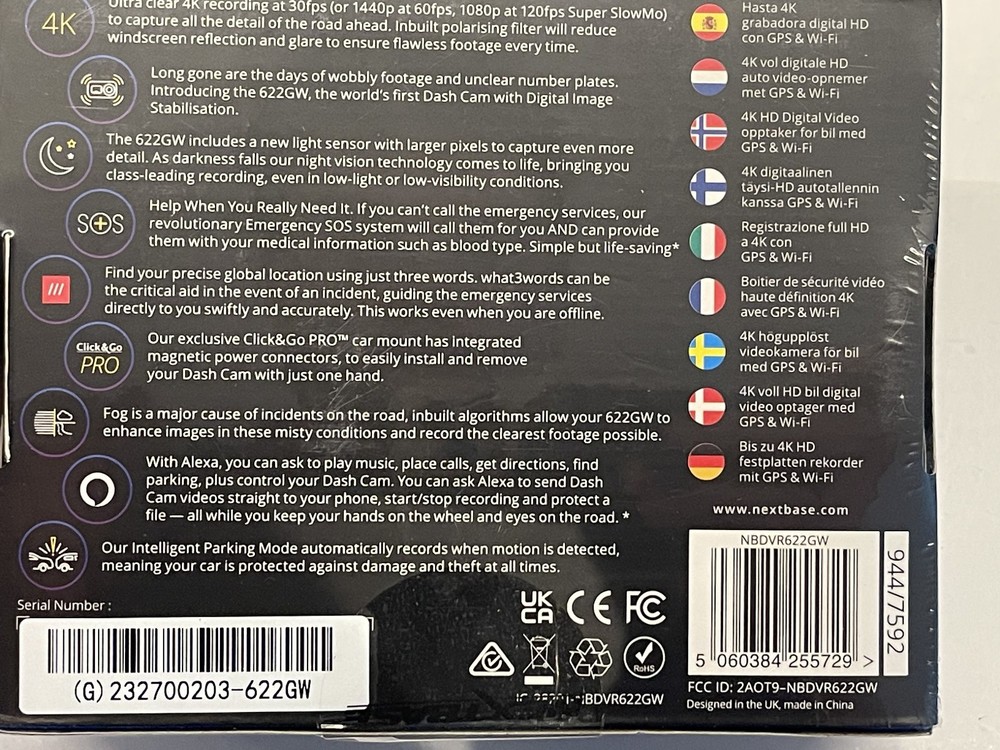 4K
Ultra clear 4K recording at 30fps (or 1440p at 60fps, 1080p at 120fps Super SlowMo)
to capture all the detail of the road ahead. Inbuilt polarising filter will reduce
windscreen reflection and glare to ensure flawless footage every time.
Long gone are the days of wobbly footage and unclear number plates.
Introducing the 622GW, the world's first Dash Cam with Digital Image
Stabilisation.
The 622GW includes a new light sensor with larger pixels to capture even more
detail. As darkness falls our night vision technology comes to life, bringing you
class-leading recording, even in low-light or low-visibility conditions.
SOS
Help When You Really Need It. If you can't call the emergency services, our
revolutionary Emergency SOS system will call them for you AND can provide
them with your medical information such as blood type. Simple but life-saving*
Find your precise global location using just three words. what3words can be
the critical aid in the event of an incident, guiding the emergency services
directly to you swiftly and accurately. This works even when you are offline.
Click&Go
PRO
Our exclusive Click&Go PRO™ car mount has integrated
magnetic power connectors, to easily install and remove
your Dash Cam with just one hand.
Fog is a major cause of incidents on the road, inbuilt algorithms allow your 622GW to
enhance images in these misty conditions and record the clearest footage possible.
With Alexa, you can ask to play music, place calls, get directions, find
parking, plus control your Dash Cam. You can ask Alexa to send Dash
Cam videos straight to your phone, start/stop recording and protect a
file — all while you keep your hands on the wheel and eyes on the road. *
Our Intelligent Parking Mode automatically records when motion is detected,
meaning your car is protected against damage and theft at all times.
Hasta 4K
grabadora digital HD
con GPS & Wi-Fi
4K vol digitale HD
auto video-opnemer
met GPS & Wi-Fi
4K HD Digital Video
opptaker for bil med
GPS & Wi-Fi
4K digitaalinen
täysi-HD autotallennin
kanssa GPS & Wi-Fi
Registrazione full HD
a 4K con
GPS & Wi-Fi
Boitier de sécurité vidéo
haute définition 4K
avec GPS & Wi-Fi
4K högupplöst
videokamera för bil
med GPS & Wi-Fi
4K voll HD bil digital
video optager med
GPS & Wi-Fi
Bis zu 4K HD
festplatten rekorder
mit GPS & Wi-Fi
www.nextbase.com
NBDVR622GW
5 060384 255729 >
944/7592
FCC ID: 2AOT9-NBDVR622GW
Designed in the UK, made in China
Serial Number :
(G)232700203-622GW
UK
CA
CE
FC
RoHS
NBDVR622GW